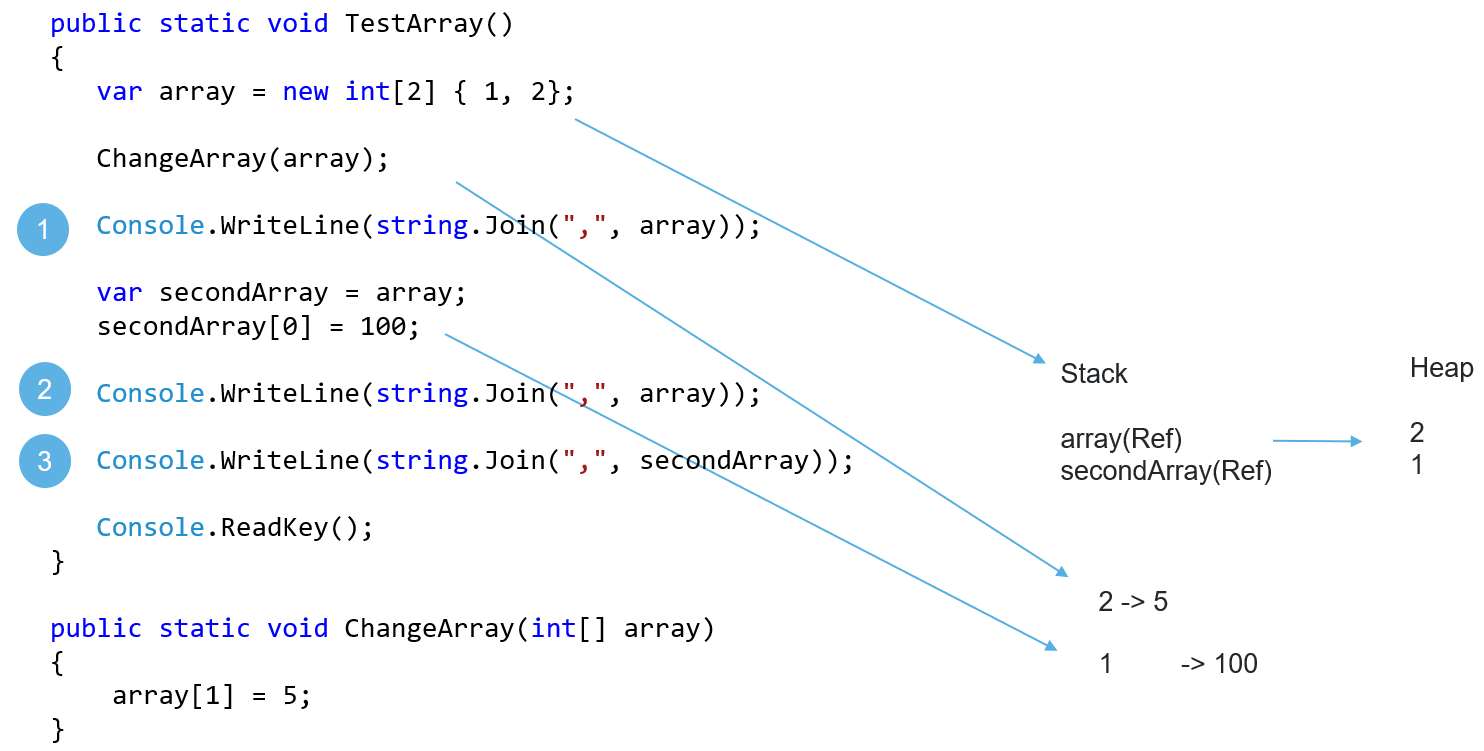 public static void TestArray()
{
var array = new int[2] { 1, 2};
ChangeArray(array);
1 Console.WriteLine(string.Join(",", array));
var secondArray = array;
secondArray[0] = 100;
2 Console.WriteLine(string.Join(",", array));
3 Console.WriteLine(string.Join(",", secondArray));
Console.ReadKey();
}
public static void ChangeArray(int[] array)
{
array[1] = 5;
}
Stack Heap
array(Ref) 2
secondArray(Ref) 1
2 -> 5
1 -> 100